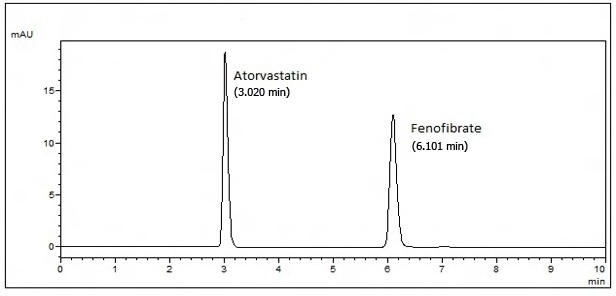 mAU
Atorvastatin
(3.020 min)
Fenofibrate
(6.101 min)
15
10
5
0
0 1 2 3 4 5 6 7 8 9 10
min